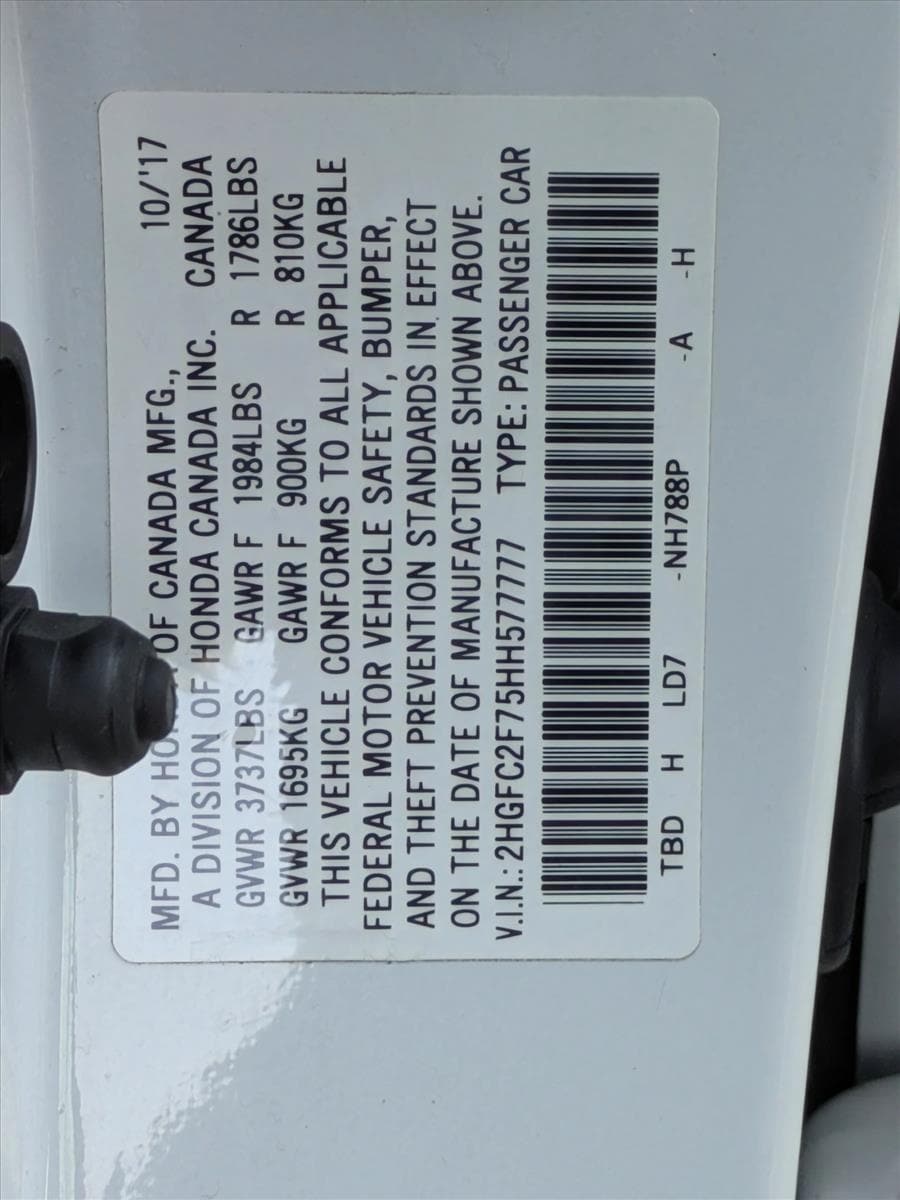 MFD. BY OF CANADA MFG., 10/'17
A DIVISION OF HONDA CANADA INC. CANADA
GVWR 3737LBS GAWR F 1984LBS R 1786LBS
GVWR 1695KG GAWR F 900KG R 810KG
THIS VEHICLE CONFORMS TO ALL APPLICABLE
FEDERAL MOTOR VEHICLE SAFETY, BUMPER,
AND THEFT PREVENTION STANDARDS IN EFFECT
ON THE DATE OF MANUFACTURE SHOWN ABOVE.
V.I.N.: 2HGFC2F75HH577777 TYPE: PASSENGER CAR
TBD H LD7 -NH788P -A -H